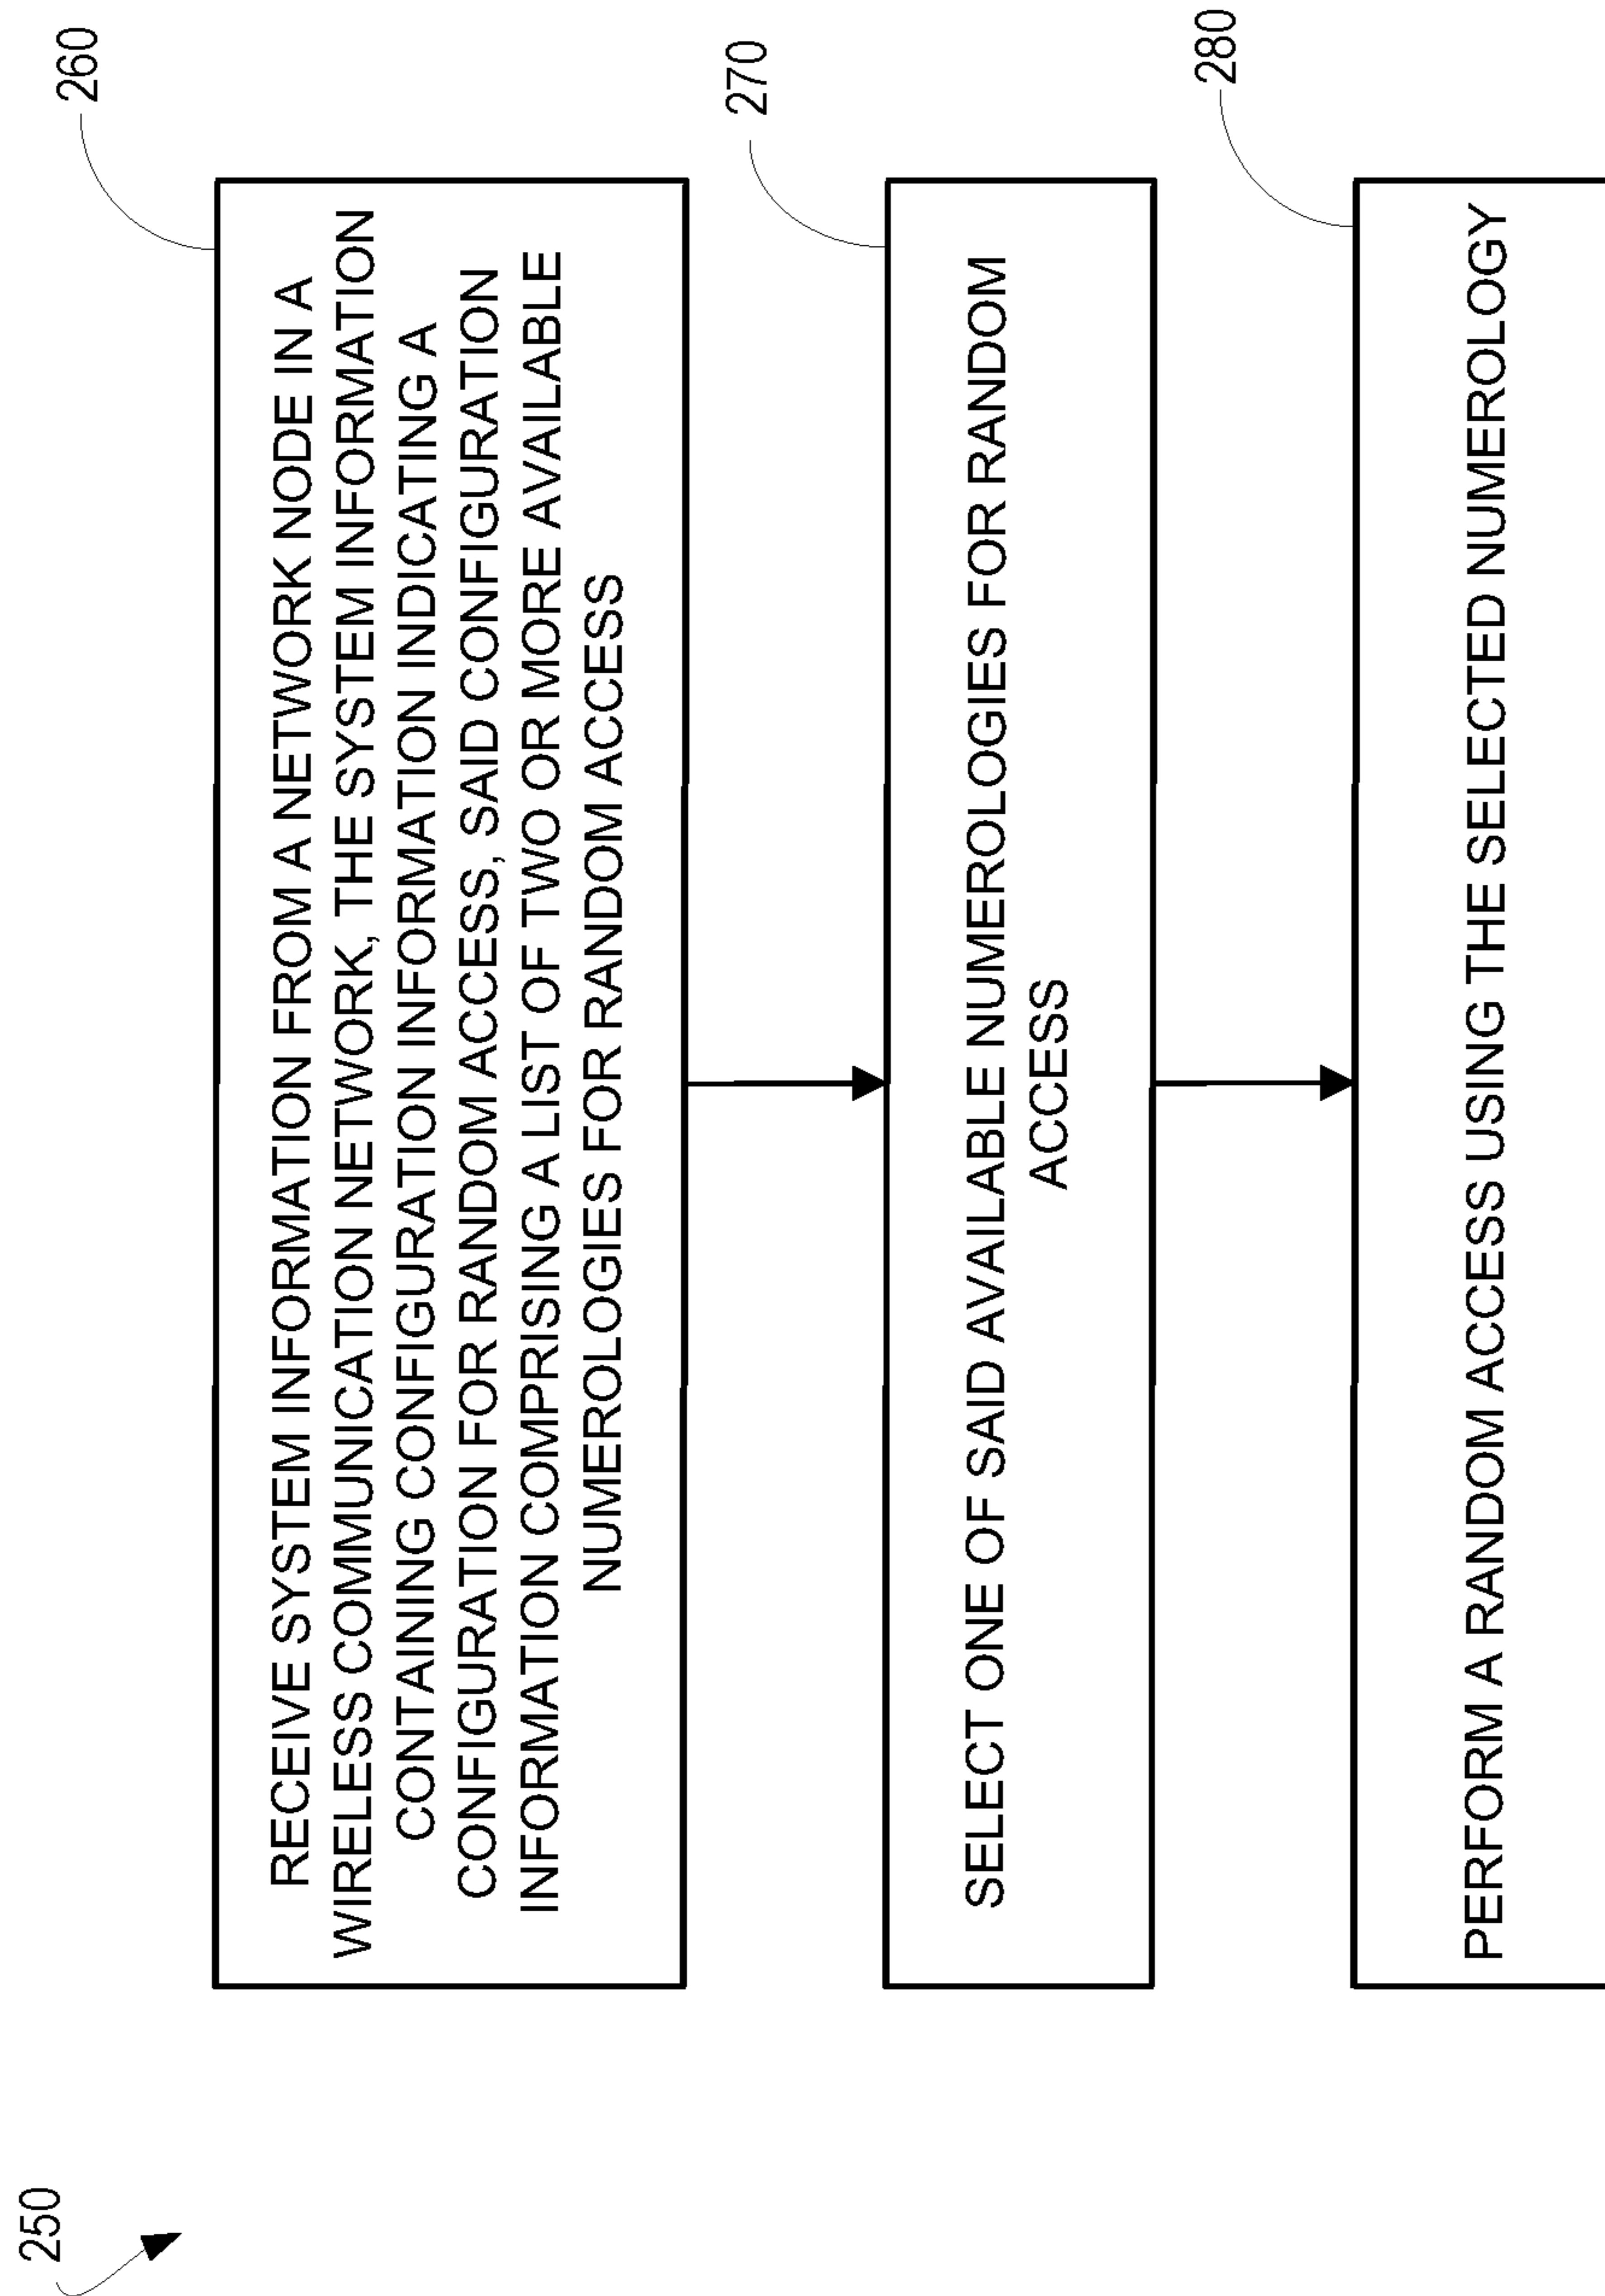 250
260
RECEIVE SYSTEM INFORMATION FROM A NETWORK NODE IN A
WIRELESS COMMUNICATION NETWORK, THE SYSTEM INFORMATION
CONTAINING CONFIGURATION INFORMATION INDICATING A
CONFIGURATION FOR RANDOM ACCESS, SAID CONFIGURATION
INFORMATION COMPRISING A LIST OF TWO OR MORE AVAILABLE
NUMEROLOGIES FOR RANDOM ACCESS
270
SELECT ONE OF SAID AVAILABLE NUMEROLOGIES FOR RANDOM
ACCESS
280
PERFORM A RANDOM ACCESS USING THE SELECTED NUMEROLOGY